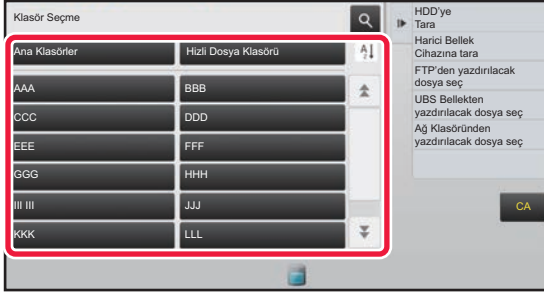 Klasör Seçme
Ana Klasörler
Hizli Dosya Klasörü
AAA
BBB
CCC
DDD
EEE
FFF
GGG
HHH
III III
JJJ
KKK
LLL
HDD'ye
Tara
Harici Bellek
Cihazına tara
FTP'den yazdırılacak
dosya seç
UBS Bellekten
yazdırılacak dosya seç
Ağ Klasöründen
yazdırılacak dosya seç
CA